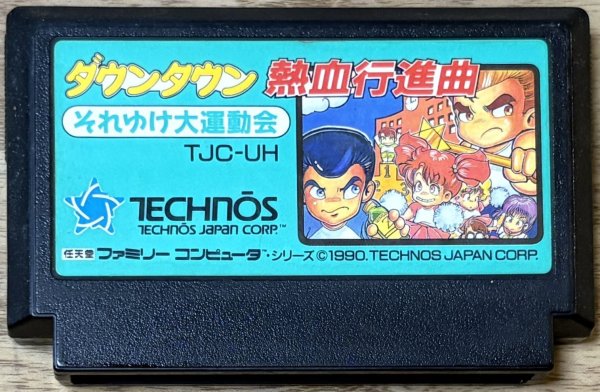 ダウンタウン 熱血行進曲
それゆけ大運動会
TJC-UH
TECHNŌS
TECHNŌS JAPAN CORP.™
任天堂 ファミリー コンピュータ・シリーズ ©1990. TECHNOS JAPAN CORP.
1